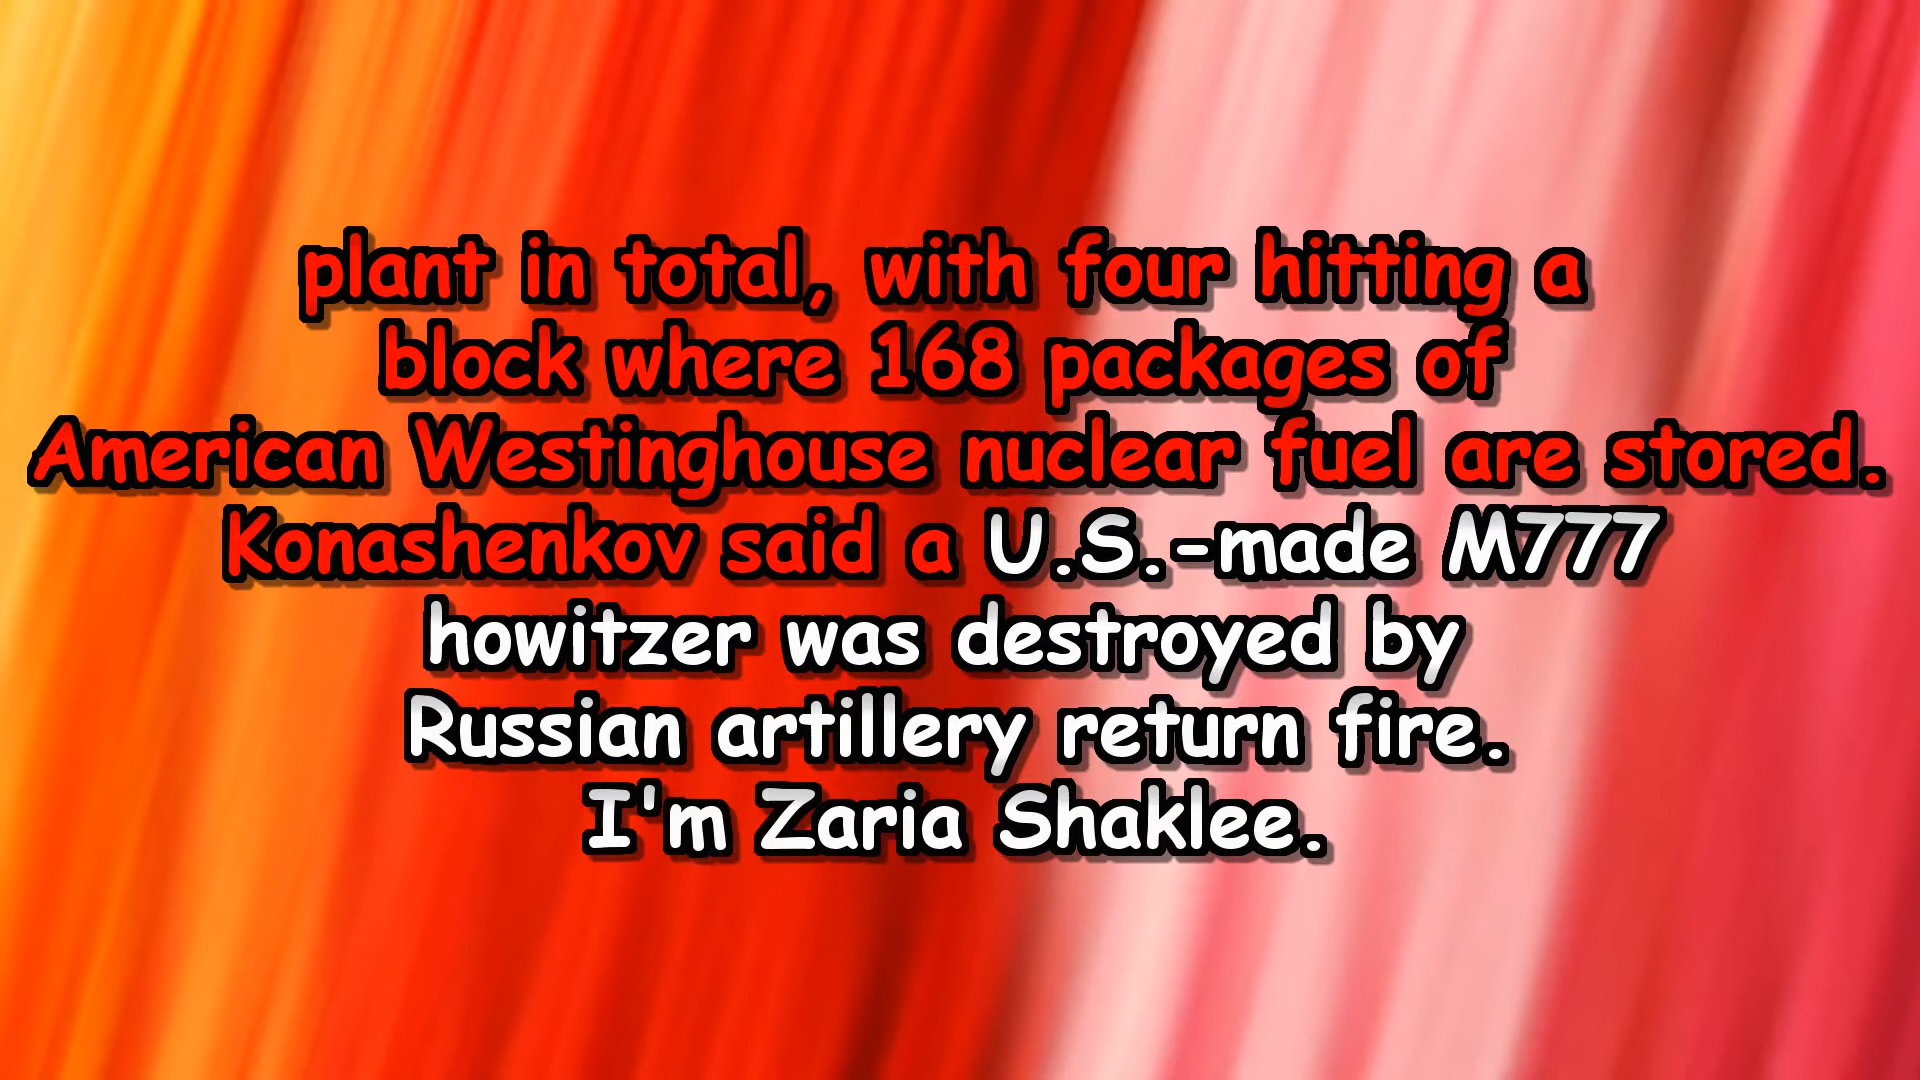 plant in total, with four hitting a
block where 168 packages of
American Westinghouse nuclear fuel are stored.
Konashenkov said a U.S.-made M777
howitzer was destroyed by
Russian artillery return fire.
I'm Zaria Shaklee.